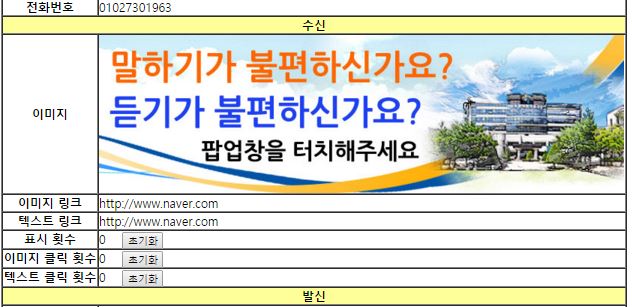 전화번호 01027301963
수신
이미지
말하기가 불편하신가요?
듣기가 불편하신가요?
팝업창을 터치해주세요
이미지 링크 http://www.naver.com
텍스트 링크 http://www.naver.com
표시 횟수 0 초기화
이미지 클릭 횟수 0 초기화
텍스트 클릭 횟수 0 초기화
발신